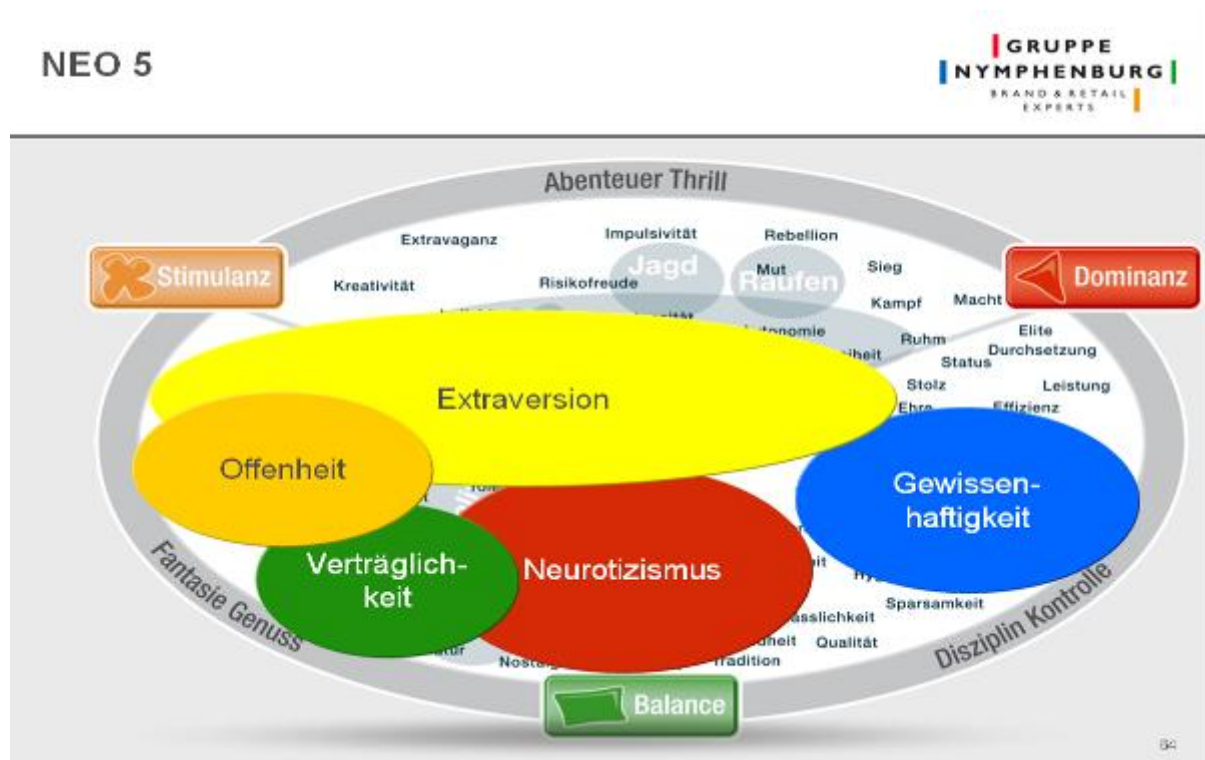 NEO 5
GRUPPE
NYMPHENBURG
BRAND & RETAIL
EXPERTS
Abenteuer Thrill
Extravaganz
Impulsivität
Rebellion
Stimulanz
Kreativität
Risikofreude
Jagd
Mut
Raufen
Sieg
Dominanz
Kampf
Macht
Ruhm
Elite
Status
Durchsetzung
Stolz
Leistung
Ehre
Effizienz
Extraversion
Offenheit
Gewissen-
haftigkeit
Verträglich-
keit
Neurotizismus
Fantasie Genuss
Sparsamkeit
Qualität
Disziplin Kontrolle
Tradition
Balance
64